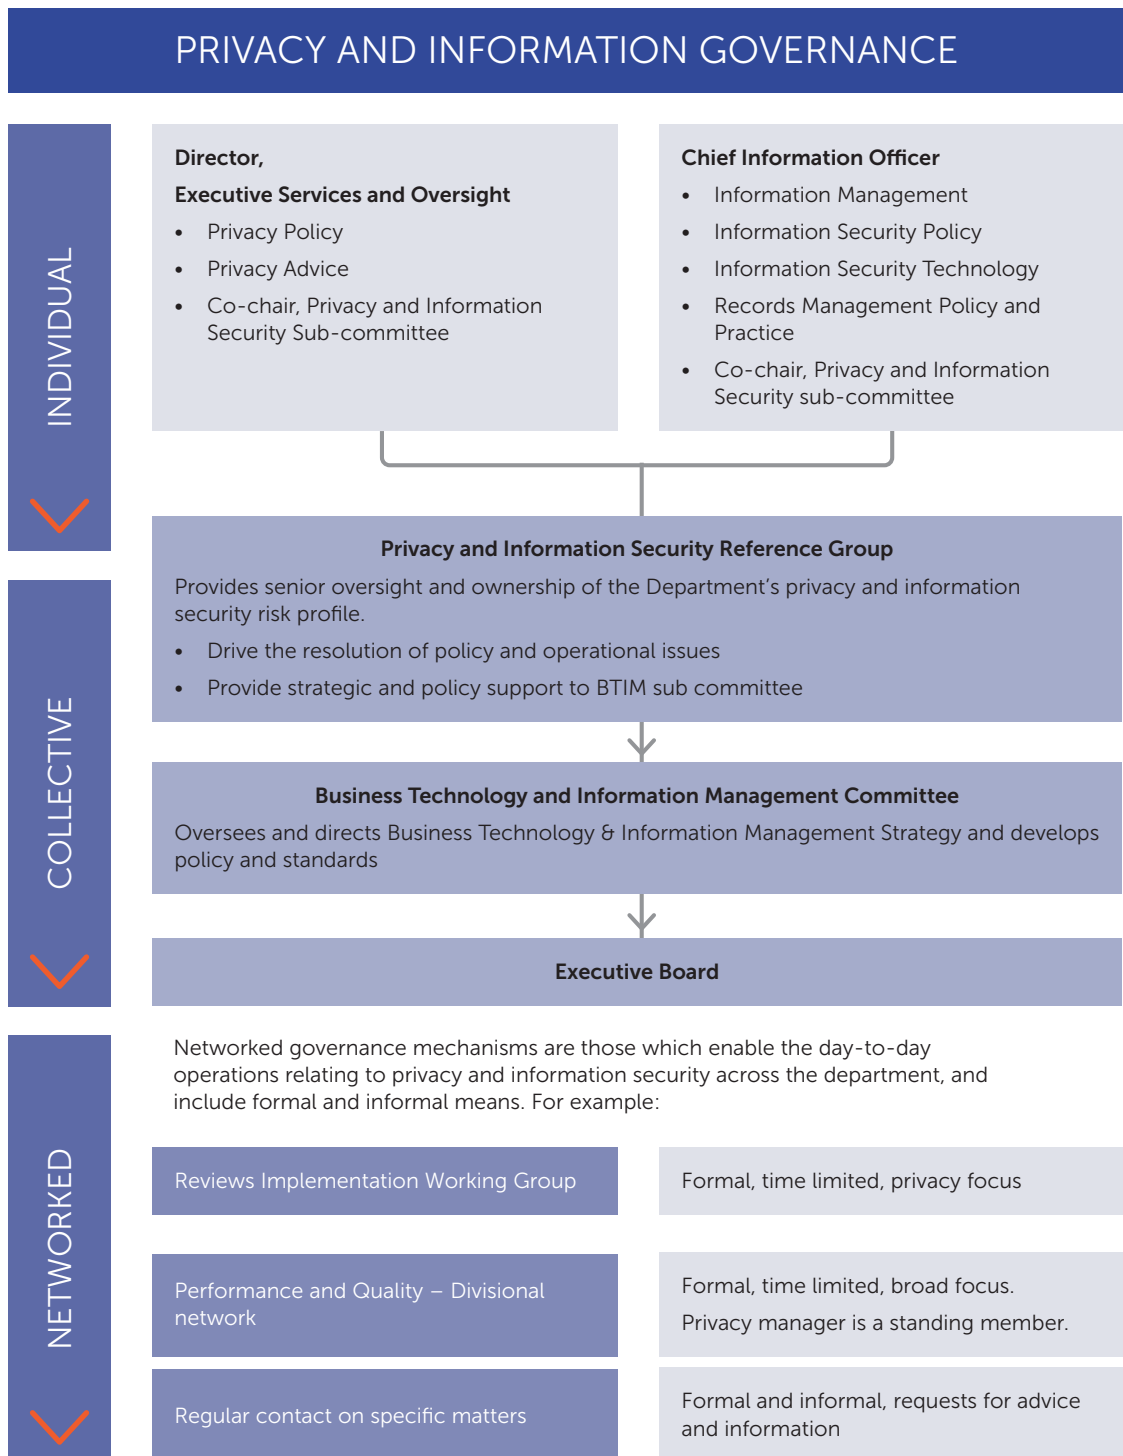 PRIVACY AND INFORMATION GOVERNANCE
INDIVIDUAL
Director,
Executive Services and Oversight
• Privacy Policy
• Privacy Advice
• Co-chair, Privacy and Information
Security Sub-committee
Chief Information Officer
• Information Management
• Information Security Policy
• Information Security Technology
• Records Management Policy and
Practice
• Co-chair, Privacy and Information
Security sub-committee
COLLECTIVE
Privacy and Information Security Reference Group
Provides senior oversight and ownership of the Department’s privacy and information
security risk profile.
• Drive the resolution of policy and operational issues
• Provide strategic and policy support to BTIM sub committee
Business Technology and Information Management Committee
Oversees and directs Business Technology & Information Management Strategy and develops
policy and standards
Executive Board
NETWORKED
Networked governance mechanisms are those which enable the day-to-day
operations relating to privacy and information security across the department, and
include formal and informal means. For example:
Reviews Implementation Working Group
Formal, time limited, privacy focus
Performance and Quality – Divisional
network
Formal, time limited, broad focus.
Privacy manager is a standing member.
Regular contact on specific matters
Formal and informal, requests for advice
and information